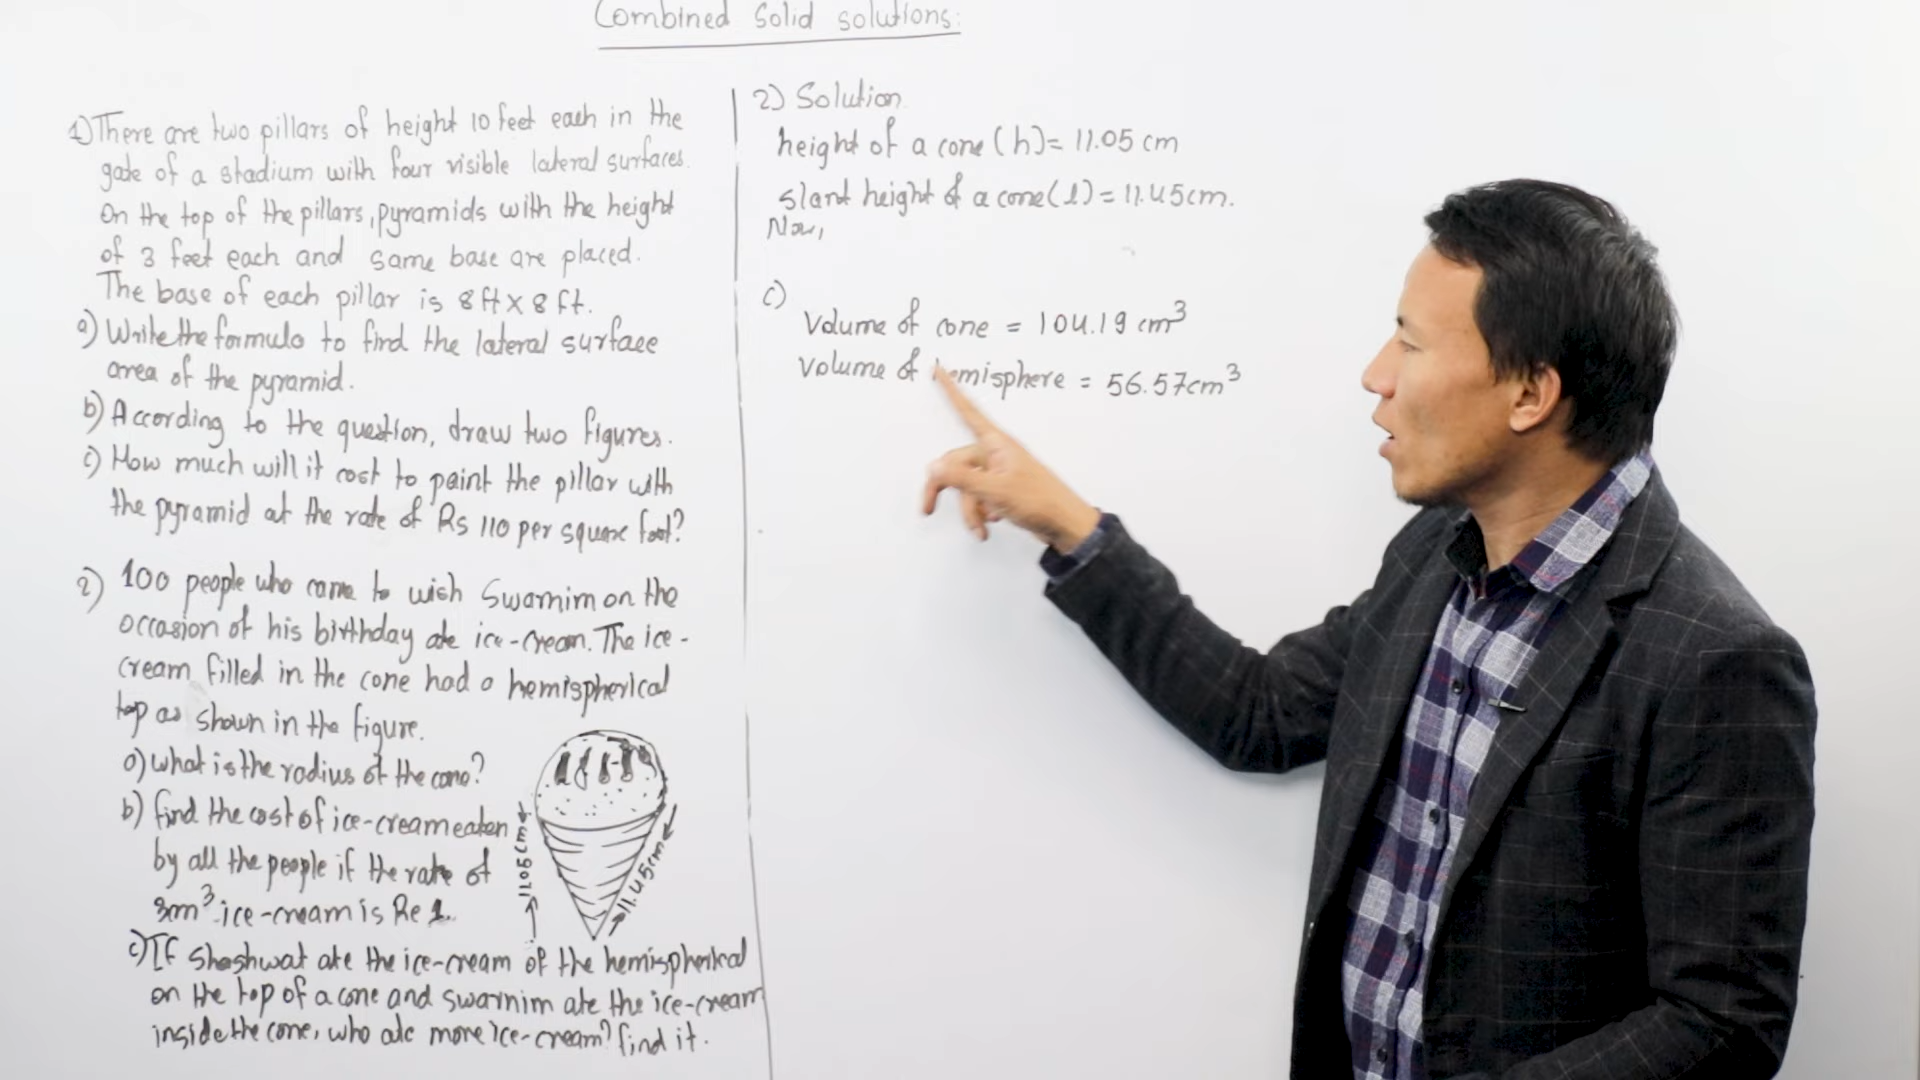 Combined Solid solutions:
1) There are two pillars of height 10 feet each in the
gate of a stadium with four visible lateral surfaces.
On the top of the pillars, pyramids with the height
of 3 feet each and same base are placed.
The base of each pillar is 8 ft X 8 ft.
a) Write the formula to find the lateral surface
area of the pyramid.
b) According to the question, draw two figures.
c) How much will it cost to paint the pillar with
the pyramid at the rate of Rs 110 per square foot?
2) 100 people who came to wish Swarnim on the
occasion of his birthday ate ice-cream. The ice-
cream filled in the cone had a hemispherical
top as shown in the figure.
a) What is the radius of the cone?
b) find the cost of ice-cream eaten
by all the people if the rate of
3cm³ ice-cream is Re 1.
c) If Shashwat ate the ice-cream of the hemispherical
on the top of a cone and swarnim ate the ice-cream
inside the cone, who ate more ice-cream? find it.
11.05cm
11.45cm
2) Solution
height of a cone (h) = 11.05 cm
slant height of a cone (l) = 11.45cm.
Now,
c)
Volume of cone = 104.19 cm³
Volume of hemisphere = 56.57cm³